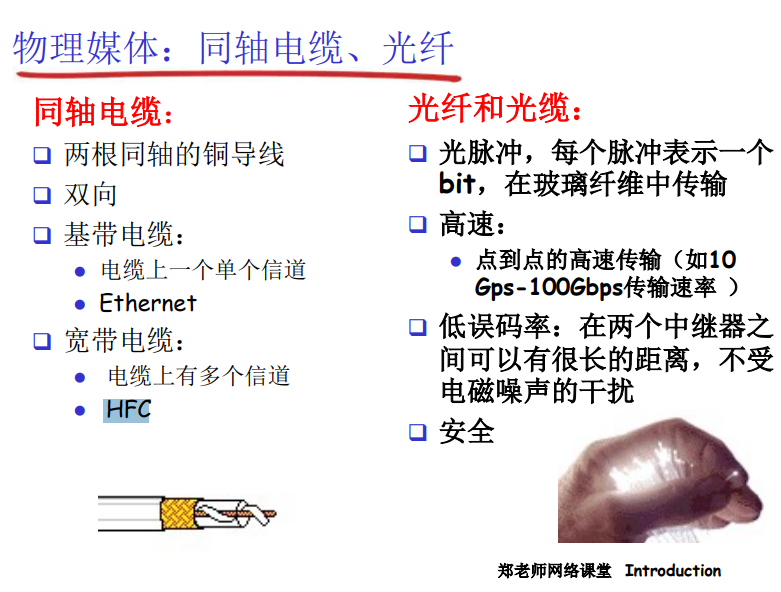 物理媒体：同轴电缆、光纤
同轴电缆：
两根同轴的铜导线
双向
基带电缆：
电缆上一个单个信道
Ethernet
宽带电缆：
电缆上有多个信道
HFC
光纤和光缆：
光脉冲，每个脉冲表示一个
bit，在玻璃纤维中传输
高速：
点到点的高速传输（如10
Gps-100Gbps传输速率 ）
低误码率：在两个中继器之
间可以有很长的距离，不受
电磁噪声的干扰
安全
郑老师网络课堂 Introduction